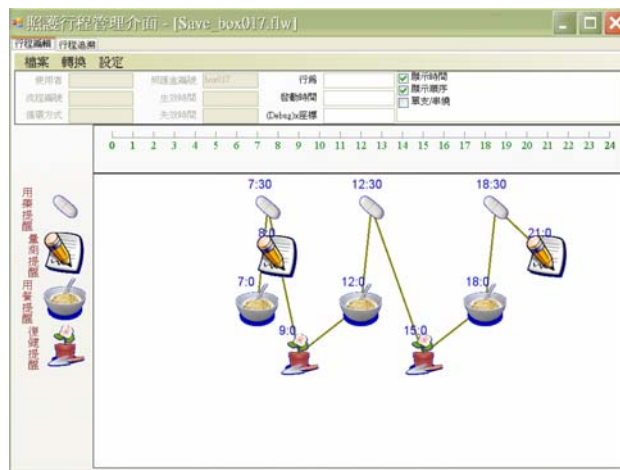 照護行程管理介面 - [Save_box017.flw]
行程編輯 行程追溯
檔案 轉換 設定
使用者 照護盒編號 box017 行為 顯示時間
流程編號 生效時間 發動時間 顯示順序
循環方式 失效時間 (Debug)x座標 單支/串燒
0 1 2 3 4 5 6 7 8 9 10 11 12 13 14 15 16 17 18 19 20 21 22 23 24
7:30 12:30 18:30
用藥提醒
8:0 21:0
量測提醒
7:0 12:0 18:0
用餐提醒
9:0 15:0
復健提醒